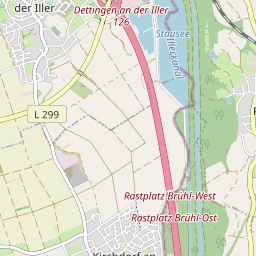 der Iller
Dettingen an der Iller
126
Stausee
Illerkanal
L 299
Rastplatz Brühl-West
Rastplatz Brühl-Ost
Kirchdorf an